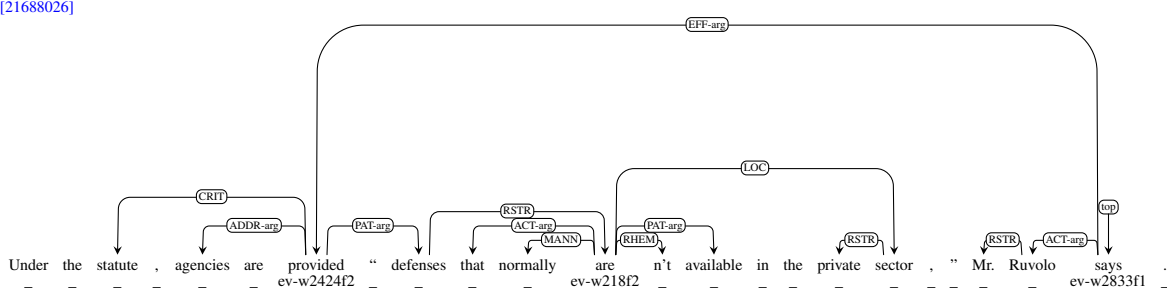 [21688026]
EFF-arg
LOC
CRIT
top
RSTR
ADDR-arg PAT-arg ACT-arg PAT-arg
MANN RHEM RSTR RSTR ACT-arg
Under the statute , agencies are provided “ defenses that normally are n’t available in the private sector , ” Mr. Ruvolo says .
_ _ _ _ _ _ ev-w2424f2 _ _ _ _ ev-w218f2 _ _ _ _ _ _ _ _ _ _ ev-w2833f1 _